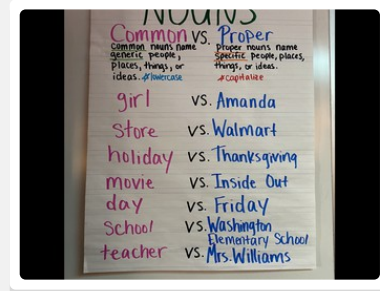 NOUNS
Common vs. Proper
Common nouns name
generic people,
places, things, or
ideas. #lowercase
Proper nouns name
specific people, places,
things, or ideas.
#capitalize
girl vs. Amanda
Store vs. Walmart
holiday vs. Thanksgiving
movie vs. Inside Out
day vs. Friday
School vs. Washington
Elementary School
teacher vs. Mrs. Williams